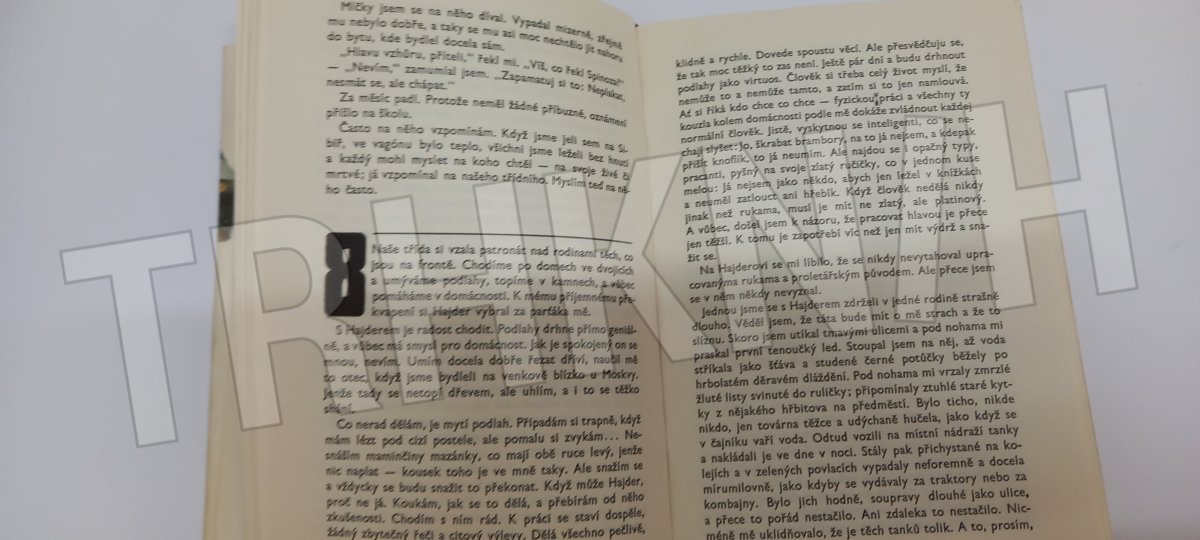 Mlčky jsem se na něho díval. Vypadal mizerně, zřejmě
mu nebylo dobře, a taky se mu asi moc nechtělo jít nahoru
do bytu, kde bydlel docela sám.
„Hlavu vzhůru, příteli,“ řekl mi. „Víš, co řekl Spinoza?“
— „Nevím,“ zamumlal jsem. „Zapamatuj si to: Neplakat,
nesmát se, ale chápat.“
Za měsíc padl. Protože neměl žádné příbuzné, oznámení
přišlo na školu.
Často na něho vzpomínám. Když jsme jeli sem na Si-
biř, ve vagónu bylo teplo, všichni jsme leželi bez hnutí
a každý mohl myslet na koho chtěl — na svoje živé či
mrtvé; já vzpomínal na našeho třídního. Myslím teď na ně-
ho často.
8
Naše třída si vzala patronát nad rodinami těch, co
jsou na frontě. Chodíme po domech ve dvojicích
a umýváme podlahy, topíme v kamnech, a vůbec
pomáháme v domácnosti. K mému příjemnému pře-
kvapení si Hajder vybral za parťáka mě.
S Hajderem je radost chodit. Podlahy drhne přímo geniál-
ně, a vůbec má smysl pro domácnost. Jak je spokojený on se
mnou, nevím. Umím docela dobře řezat dříví, naučil mě
to otec, když jsme bydleli na venkově blízko u Moskvy.
Jenže tady se netopí dřevem, ale uhlím, a i to se těžko
shání.
Co nerad dělám, je mytí podlah. Připadám si trapně, když
mám lézt pod cizí postele, ale pomalu si zvykám... Ne-
snáším maminčiny mazánky, co mají obě ruce levý, jenže
nic naplat — kousek toho je ve mně taky. Ale snažím se
a vždycky se budu snažit to překonat. Když může Hajder,
proč ne já. Koukám, jak se to dělá, a přebírám od něho
zkušenosti. Chodím s ním rád. K práci se staví dospěle,
žádný zbytečný řeči a citový výlevy. Dělá všechno pečlivě,
klidně a rychle. Dovede spoustu věcí. Ale přesvědčuju se,
že tak moc těžký to zas není. Ještě pár dní a budu drhnout
podlahy jako virtuos. Člověk si třeba celý život myslí, že
nemůže to a nemůže tamto, a zatím si to jen namlouvá.
Ať si říká kdo chce co chce — fyzickou práci a všechny ty
kouzla kolem domácnosti podle mě dokáže zvládnout každej
normální člověk. Jistě, vyskytnou se inteligenti, co se ne-
chají slyšet: Jo, škrabat brambory, na to já nejsem, a kdepak
přišít knoflík, to já neumím. Ale najdou se i opačný typy,
pracanti, pyšný na svoje zlatý ručičky, co v jednom kuse
melou: Já nejsem jako někdo, abych jen ležel v knížkách
a neuměl zatlouct ani hřebík. Když člověk nedělá nikdy
jinak než rukama, musí je mít ne zlatý, ale platinový.
A vůbec, došel jsem k názoru, že pracovat hlavou je přece
jen těžší. K tomu je zapotřebí víc než jen mít výdrž a sna-
žit se.
Na Hajderovi se mi líbilo, že se nikdy nevytahoval upra-
covanýma rukama a proletářským původem. Ale přece jsem
se v něm někdy nevyznal.
Jednou jsme se s Hajderem zdrželi v jedné rodině strašně
dlouho. Věděl jsem, že táta bude mít o mě strach a že to
slíznu. Skoro jsem utíkal tmavými ulicemi a pod nohama mi
praskal první tenoučký led. Stoupal jsem na něj, až voda
stříkala jako šťáva a studené černé potůčky běžely po
hrbolatém děravém dláždění. Pod nohama mi vrzaly zmrzlé
žluté listy svinuté do ruličky; připomínaly ztuhlé staré kyt-
ky z nějakého hřbitova na předměstí. Bylo ticho, nikde
nikdo, jen továrna těžce a udýchaně hučela, jako když se
v čajníku vaří voda. Odtud vozili na místní nádraží tanky
a nakládali je ve dne v noci. Stály pak přichystané na ko-
lejích a v zelených povlacích vypadaly neforemně a docela
mírumilovně, jako kdyby se vydávaly za traktory nebo za
kombajny. Bylo jich hodně, soupravy dlouhé jako ulice,
a přece to pořád nestačilo. Ani zdaleka to nestačilo. Nic-
méně mě uklidňovalo, že je těch tanků tolik. A to, prosím,
TRHKNIH